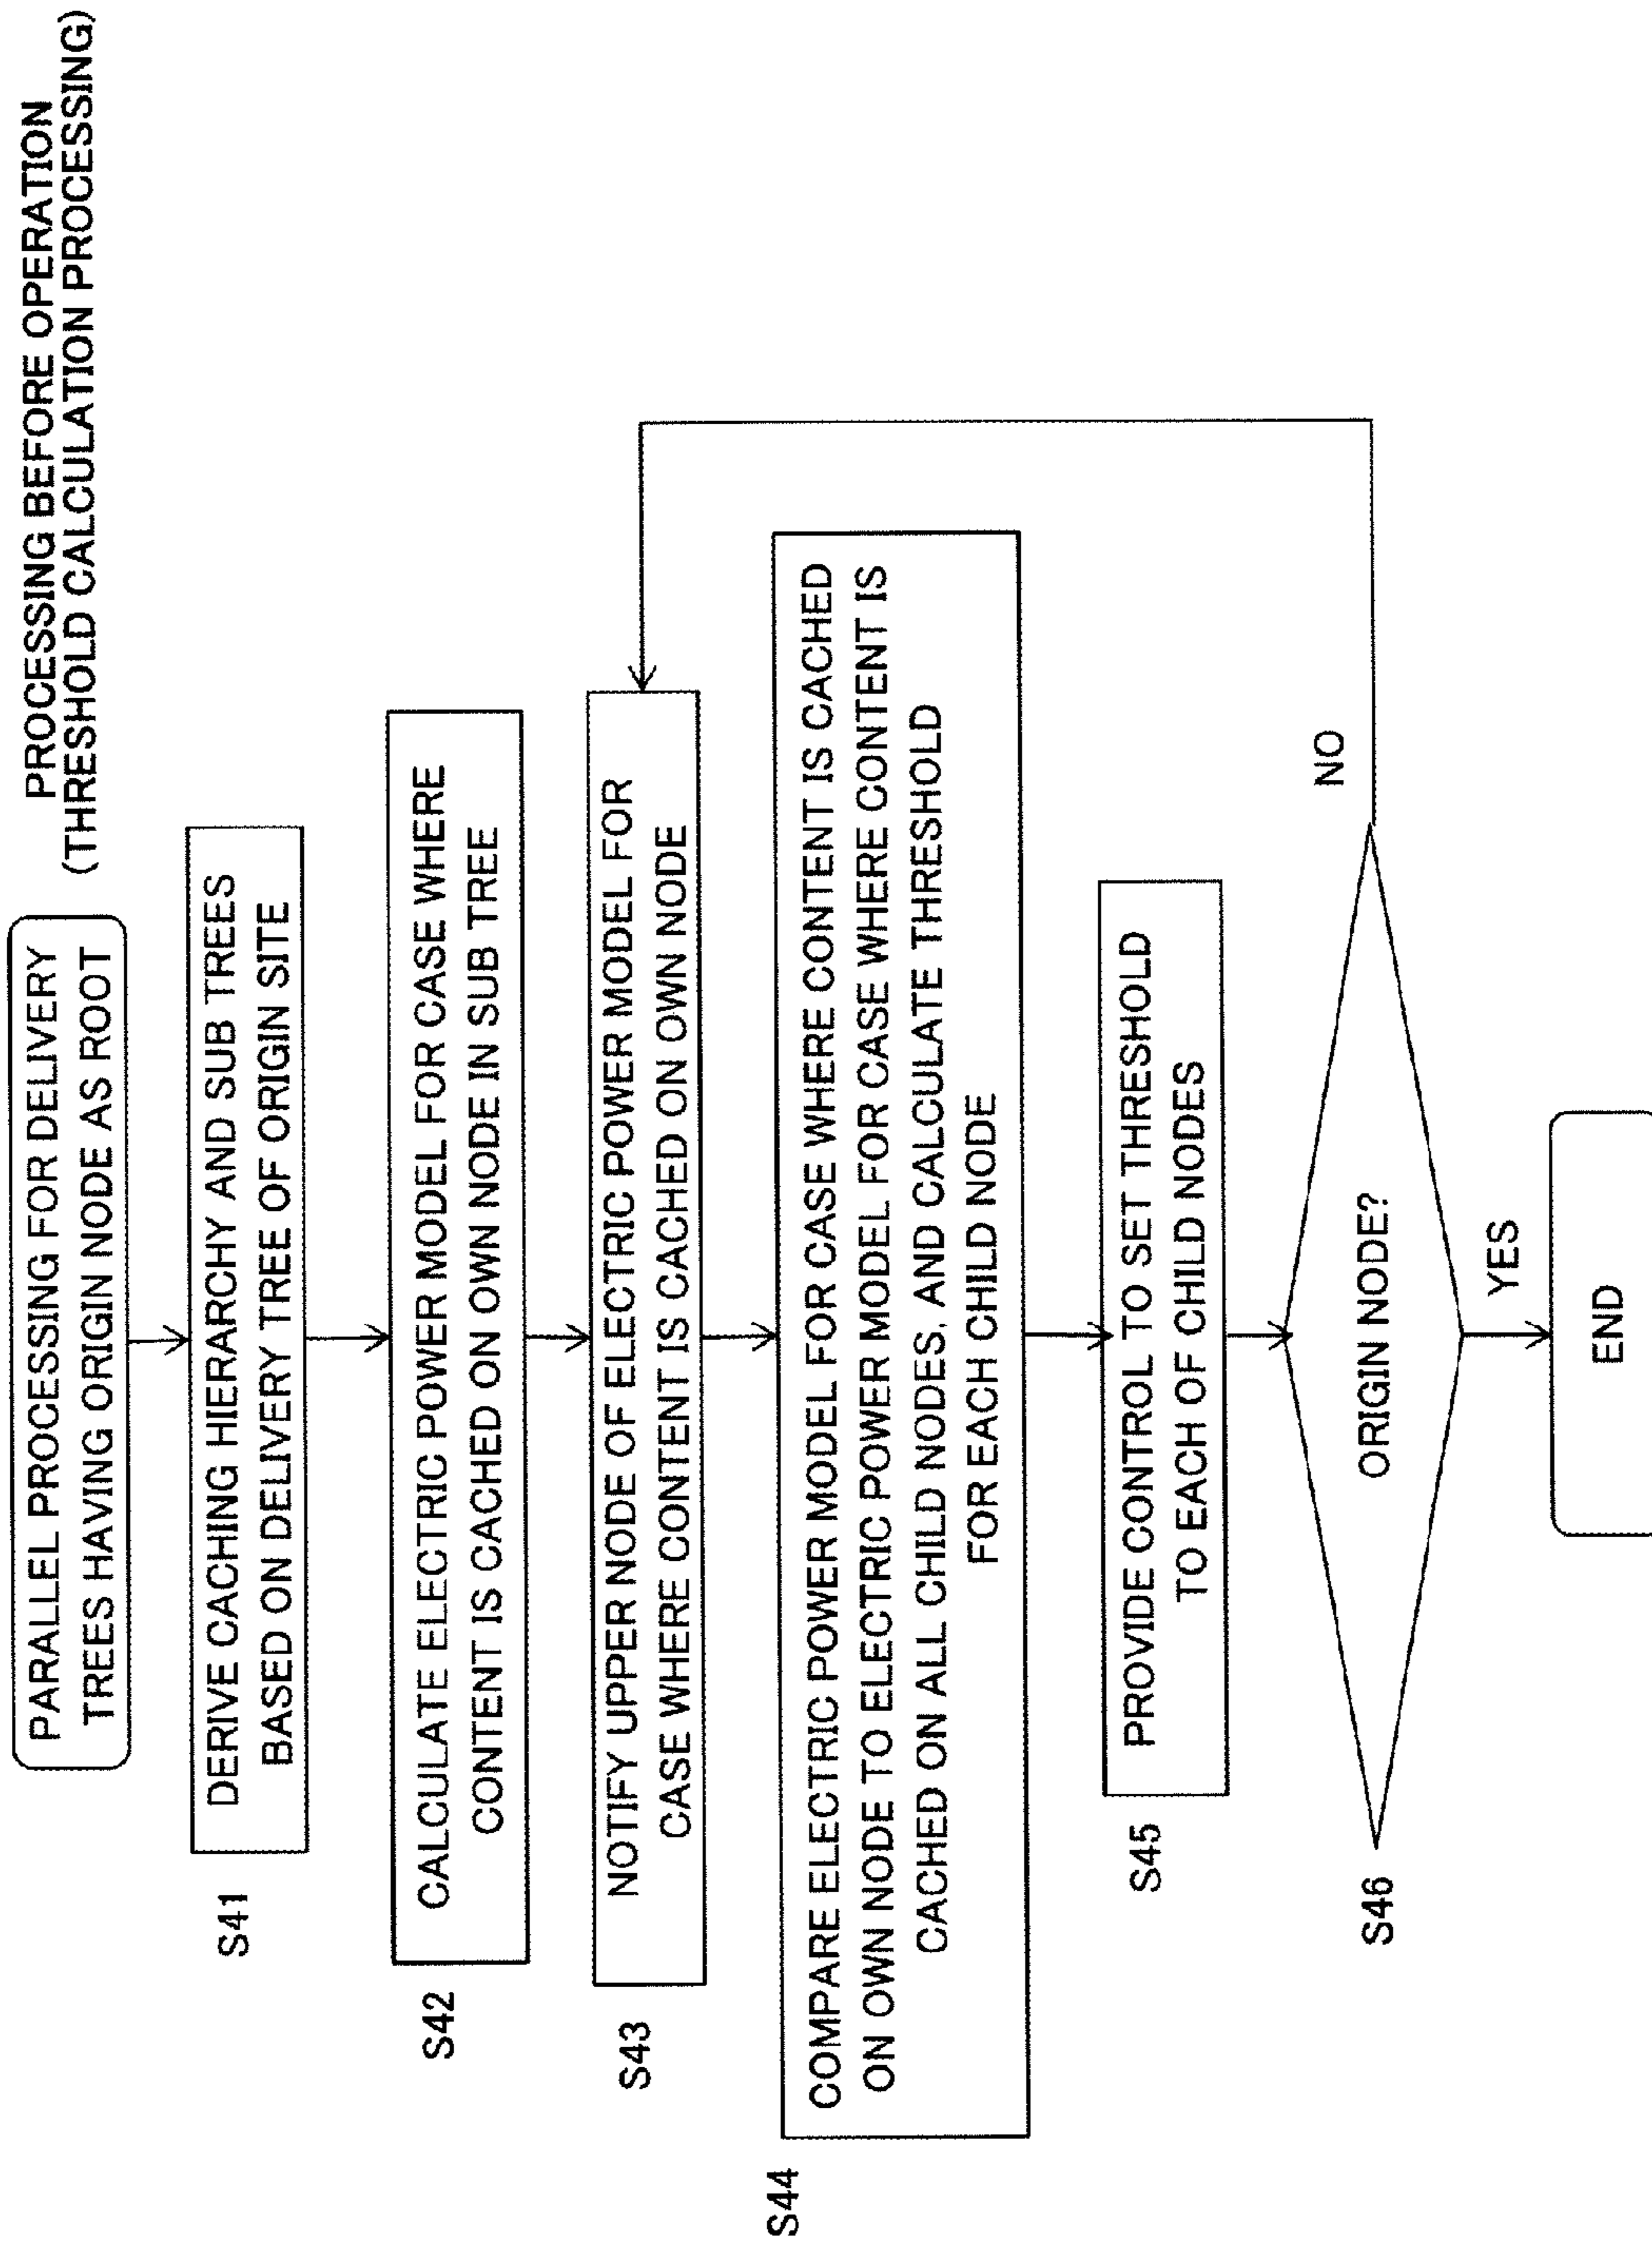 PROCESSING BEFORE OPERATION
(THRESHOLD CALCULATION PROCESSING)
PARALLEL PROCESSING FOR DELIVERY
TREES HAVING ORIGIN NODE AS ROOT
S41
DERIVE CACHING HIERARCHY AND SUB TREES
BASED ON DELIVERY TREE OF ORIGIN SITE
S42
CALCULATE ELECTRIC POWER MODEL FOR CASE WHERE
CONTENT IS CACHED ON OWN NODE IN SUB TREE
S43
NOTIFY UPPER NODE OF ELECTRIC POWER MODEL FOR
CASE WHERE CONTENT IS CACHED ON OWN NODE
S44
COMPARE ELECTRIC POWER MODEL FOR CASE WHERE CONTENT IS CACHED
ON OWN NODE TO ELECTRIC POWER MODEL FOR CASE WHERE CONTENT IS
CACHED ON ALL CHILD NODES, AND CALCULATE THRESHOLD
FOR EACH CHILD NODE
S45
PROVIDE CONTROL TO SET THRESHOLD
TO EACH OF CHILD NODES
S46
ORIGIN NODE?
NO
YES
END